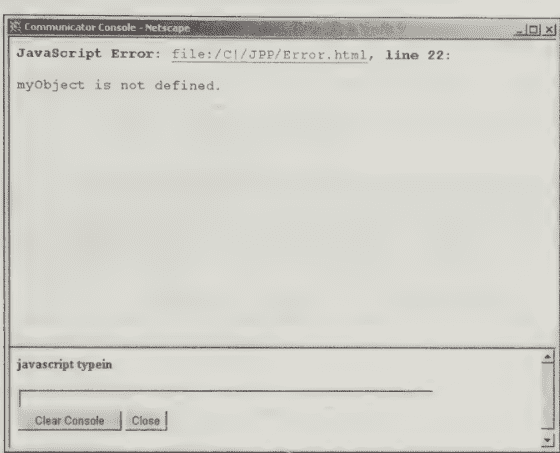 Communicator Console - Netscape
JavaScript Error: file:/C|/JPP/Error.html, line 22:
myObject is not defined.
javascript typein
Clear Console Close